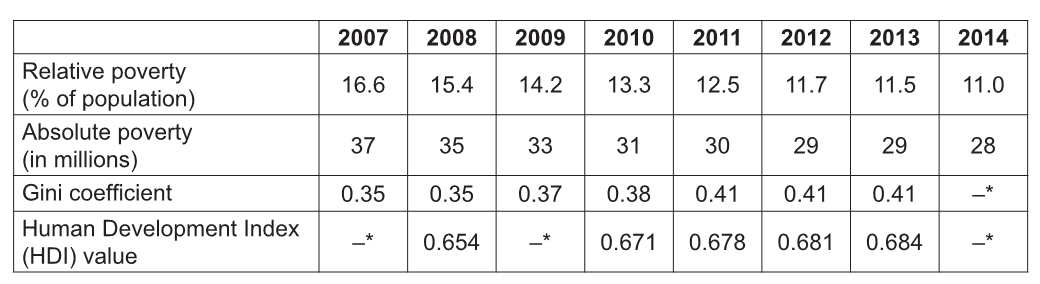 2007 2008 2009 2010 2011 2012 2013 2014
Relative poverty
(% of population) 16.6 15.4 14.2 13.3 12.5 11.7 11.5 11.0
Absolute poverty
(in millions) 37 35 33 31 30 29 29 28
Gini coefficient 0.35 0.35 0.37 0.38 0.41 0.41 0.41 –*
Human Development Index
(HDI) value –* 0.654 –* 0.671 0.678 0.681 0.684 –*